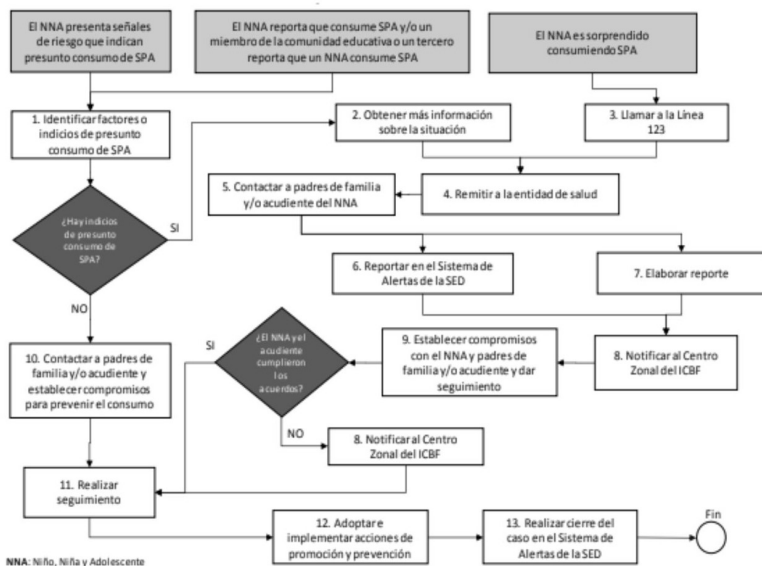 El NNA presenta señales
de riesgo que indican
presunto consumo de SPA
El NNA reporta que consume SPA y/o un
miembro de la comunidad educativa o un tercero
reporta que un NNA consume SPA
El NNA es sorprendido
consumiendo SPA
1. Identificar factores o
indicios de presunto
consumo de SPA
2. Obtener más información
sobre la situación
3. Llamar a la Línea
123
5. Contactar a padres de familia
y/o acudiente del NNA
4. Remitir a la entidad de salud
¿Hay indicios
de presunto
consumo de
SPA?
SI
6. Reportar en el Sistema de
Alertas de la SED
7. Elaborar reporte
NO
SI
¿El NNA y el
acudiente
cumplieron
los
acuerdos?
9. Establecer compromisos
con el NNA y padres de
familia y/o acudiente y dar
seguimiento
8. Notificar al Centro
Zonal del ICBF
10. Contactar a padres de
familia y/o acudiente y
establecer compromisos
para prevenir el consumo
NO
8. Notificar al Centro
Zonal del ICBF
11. Realizar
seguimiento
12. Adoptar e
implementar acciones de
promoción y prevención
13. Realizar cierre del
caso en el Sistema de
Alertas de la SED
Fin
NNA: Niño, Niña y Adolescente